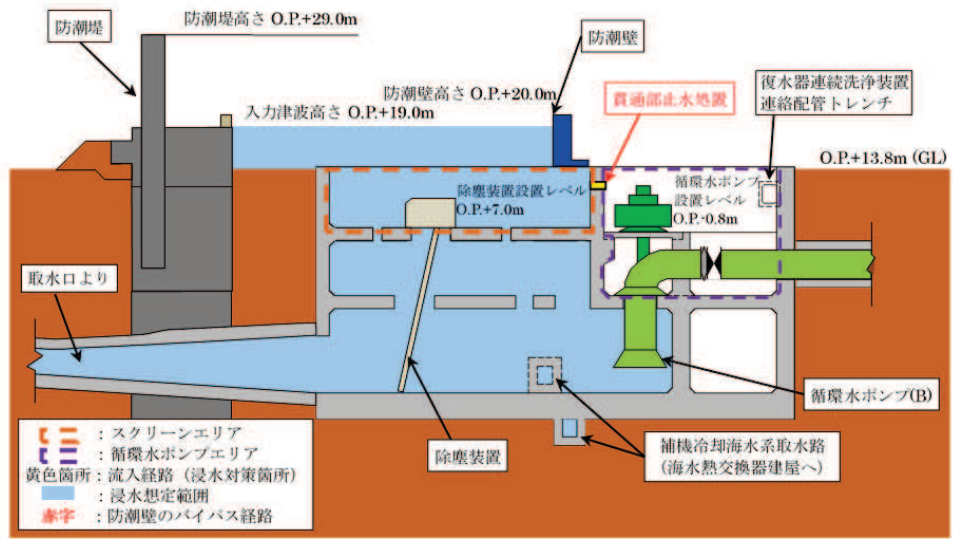 防潮堤高さ O.P.+29.0m
防潮堤
防潮壁
防潮壁高さ O.P.+20.0m
入力津波高さ O.P.+19.0m
貫通部止水処置
復水器連続洗浄装置
連絡配管トレンチ
O.P.+13.8m (GL)
除塵装置設置レベル
O.P.+7.0m
循環水ポンプ
設置レベル
O.P.-0.8m
取水口より
循環水ポンプ(B)
除塵装置
補機冷却海水系取水路
(海水熱交換器建屋へ)
：スクリーンエリア
：循環水ポンプエリア
黄色箇所：流入経路（浸水対策箇所）
：浸水想定範囲
赤字：防潮壁のバイパス経路